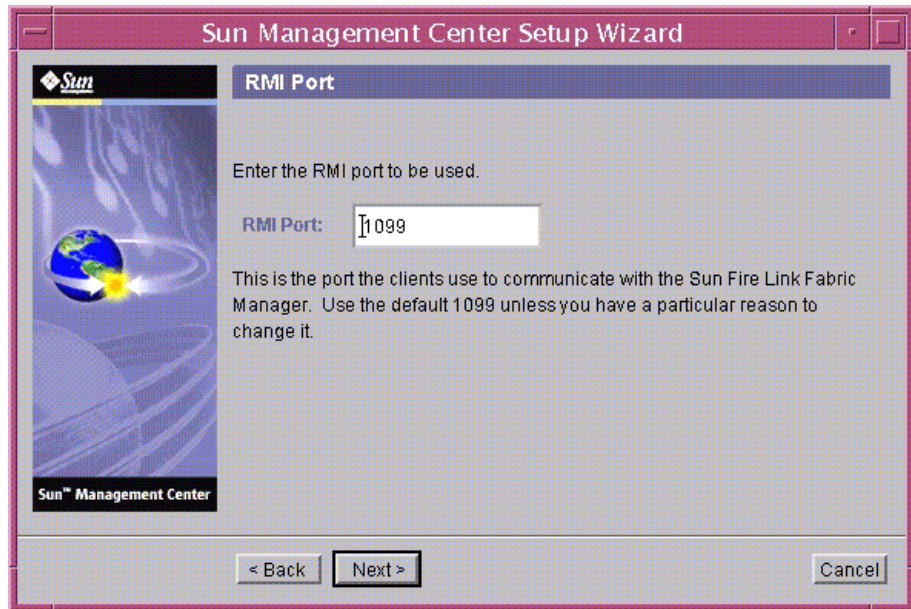 Sun Management Center Setup Wizard
Sun
RMI Port
Enter the RMI port to be used.
RMI Port: 1099
This is the port the clients use to communicate with the Sun Fire Link Fabric
Manager. Use the default 1099 unless you have a particular reason to
change it.
Sun™ Management Center
< Back Next > Cancel